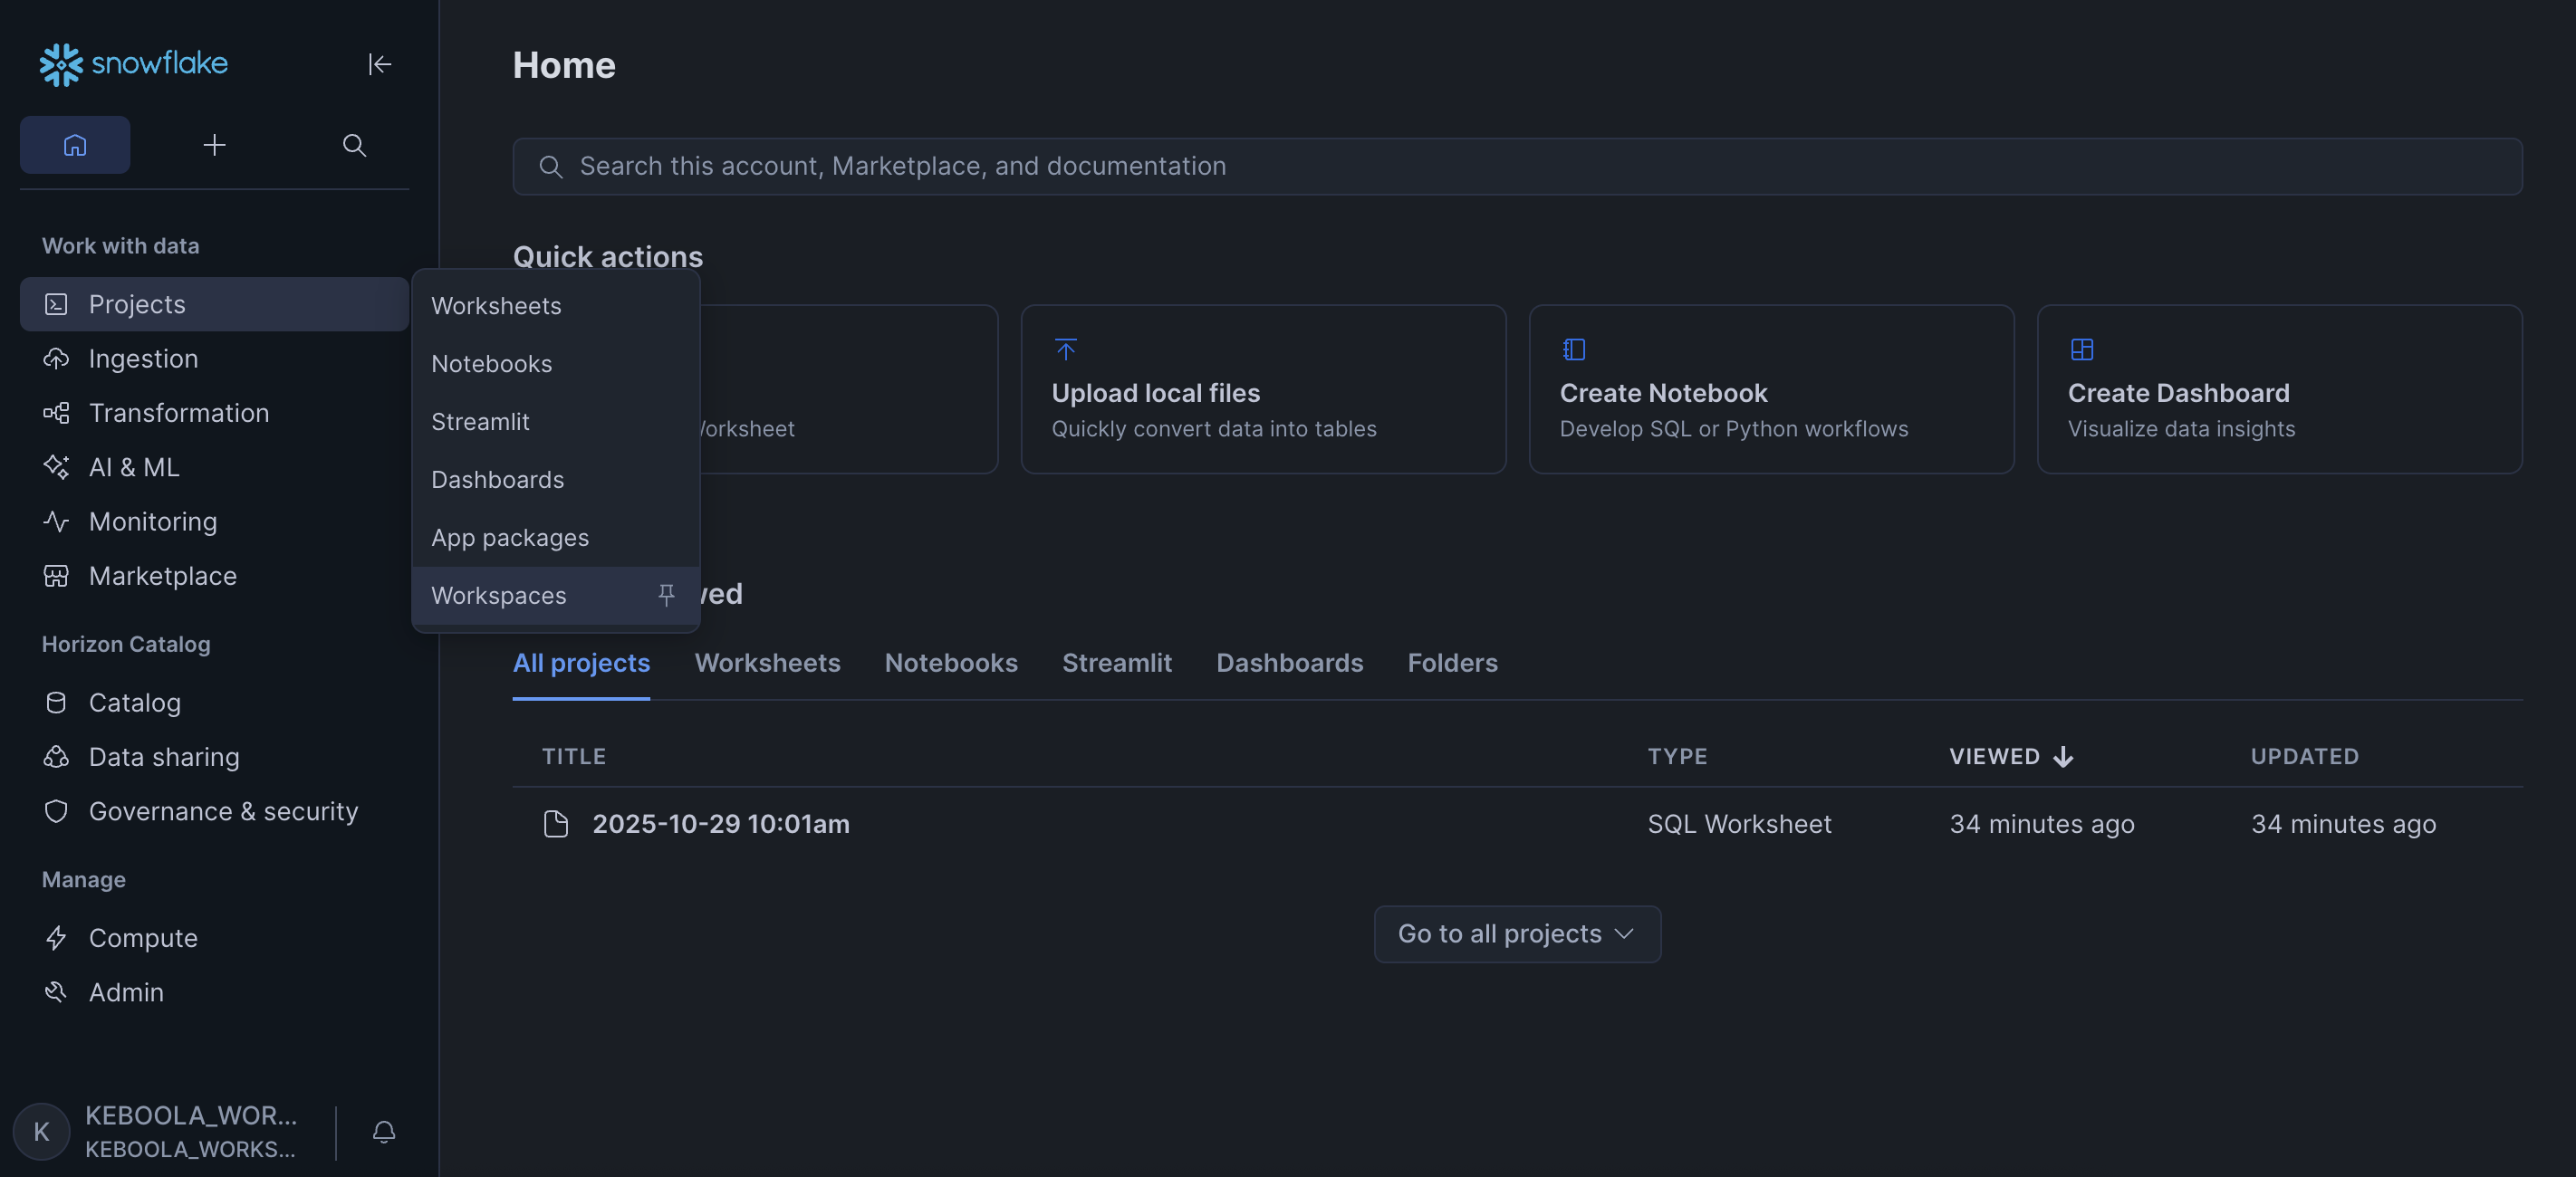 snowflake
Work with data
Projects
Ingestion
Transformation
AI & ML
Monitoring
Marketplace
Horizon Catalog
Catalog
Data sharing
Governance & security
Manage
Compute
Admin
K
KEBOOLA_WOR...
KEBOOLA_WORKS...
Worksheets
Notebooks
Streamlit
Dashboards
App packages
Workspaces
Home
Search this account, Marketplace, and documentation
Quick actions
Upload local files
Quickly convert data into tables
Create Notebook
Develop SQL or Python workflows
Create Dashboard
Visualize data insights
All projects Worksheets Notebooks Streamlit Dashboards Folders
TITLE TYPE VIEWED UPDATED
2025-10-29 10:01am SQL Worksheet 34 minutes ago 34 minutes ago
Go to all projects